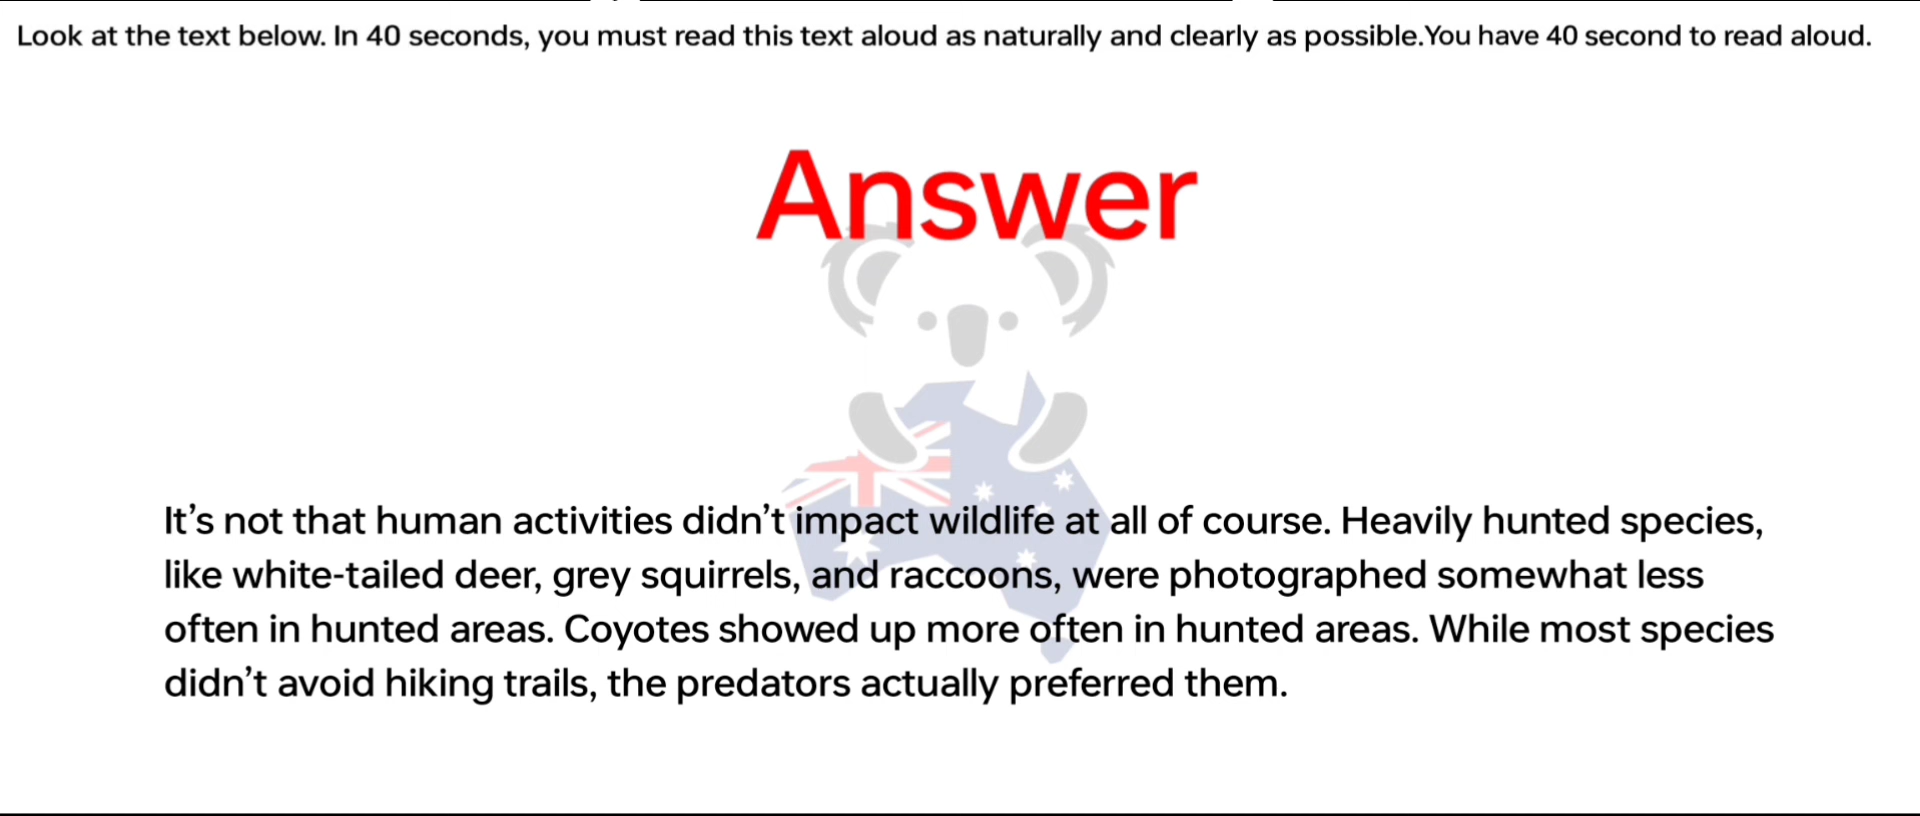 Look at the text below. In 40 seconds, you must read this text aloud as naturally and clearly as possible.You have 40 second to read aloud.
Answer
It’s not that human activities didn’t impact wildlife at all of course. Heavily hunted species,
like white-tailed deer, grey squirrels, and raccoons, were photographed somewhat less
often in hunted areas. Coyotes showed up more often in hunted areas. While most species
didn’t avoid hiking trails, the predators actually preferred them.